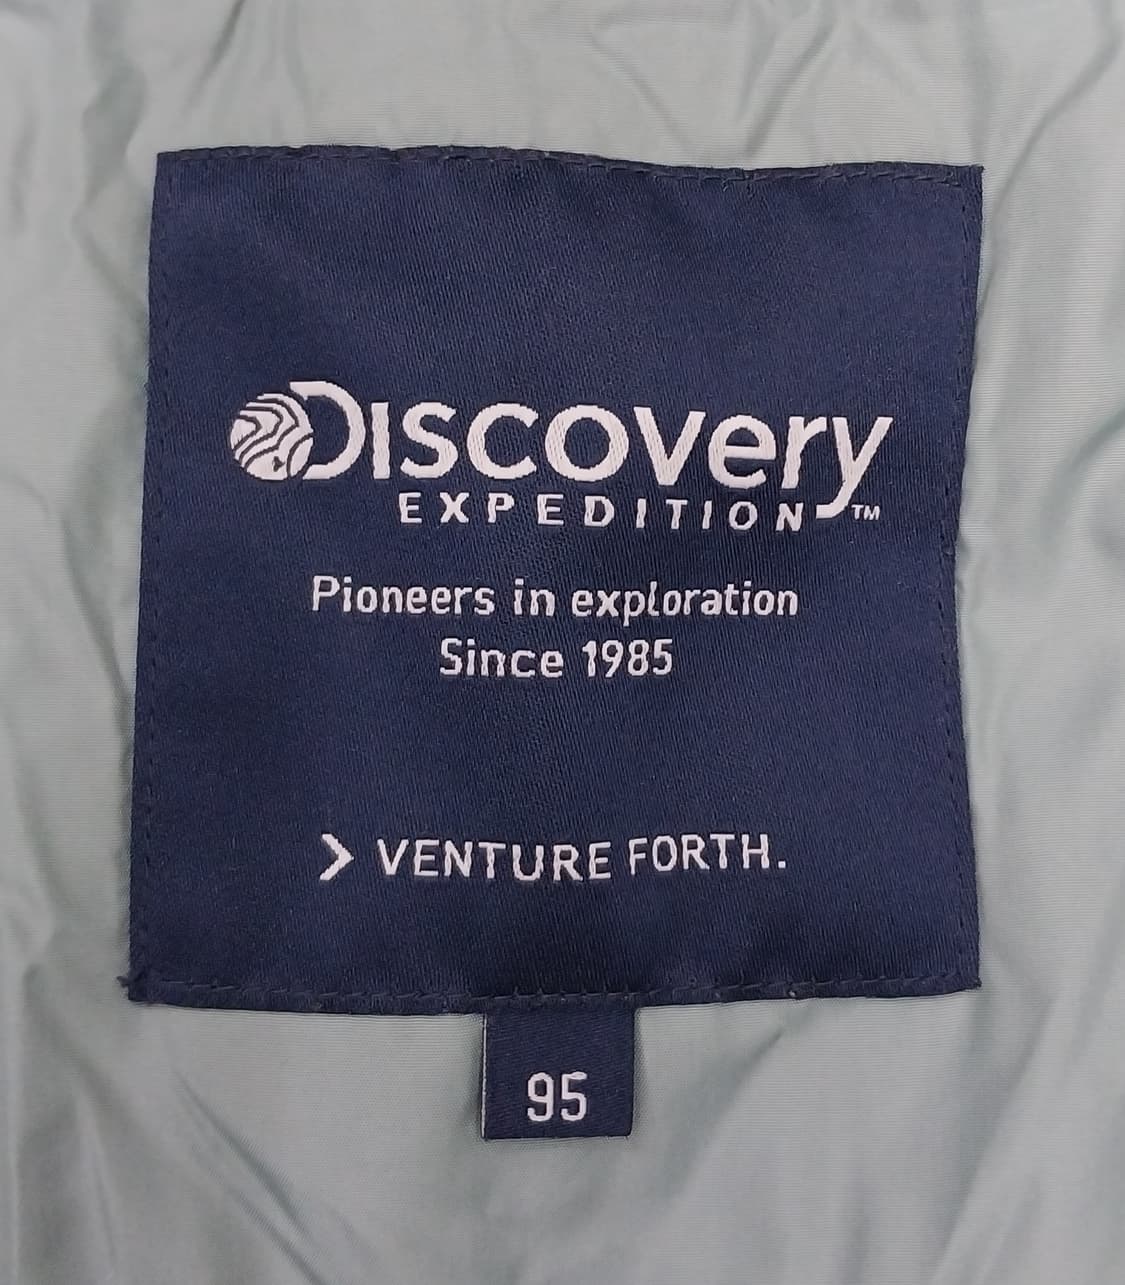 DISCOVery
EXPEDITION™
Pioneers in exploration
Since 1985
> VENTURE FORTH.
95